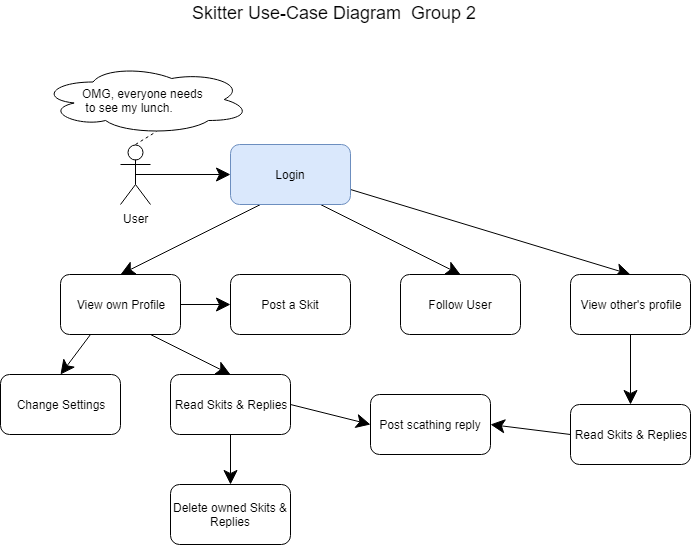 Skitter Use-Case Diagram  Group 2
OMG, everyone needs
to see my lunch.
Login
User
View own Profile
Post a Skit
Follow User
View other's profile
Change Settings
Read Skits & Replies
Post scathing reply
Read Skits & Replies
Delete owned Skits &
Replies